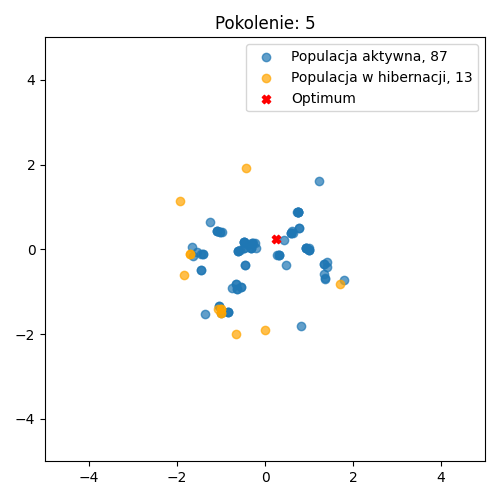 Pokolenie: 5
Populacja aktywna, 87
Populacja w hibernacji, 13
Optimum
4
2
0
−2
−4
−4 −2 0 2 4